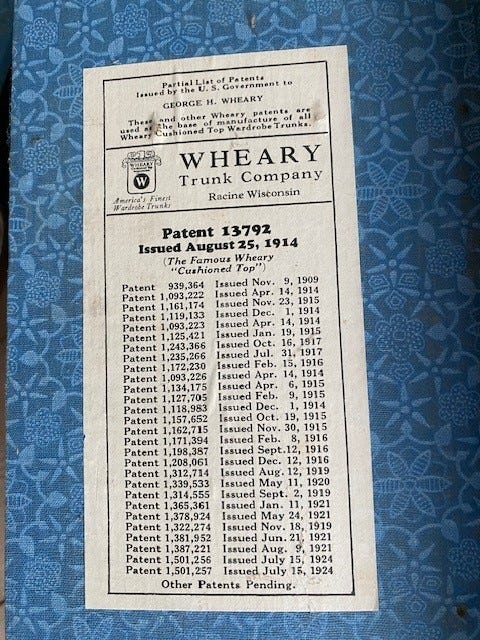 Partial List of Patents
Issued by the U. S. Government to
GEORGE H. WHEARY
These and other Wheary patents are
used as the base of manufacture of all
Wheary Cushioned Top Wardrobe Trunks.
WHEARY
W
America's Finest
Wardrobe Trunks
WHEARY
Trunk Company
Racine Wisconsin
Patent 13792
Issued August 25, 1914
(The Famous Wheary
"Cushioned Top")
Patent 939,364 Issued Nov. 9, 1909
Patent 1,093,222 Issued Apr. 14, 1914
Patent 1,161,174 Issued Nov. 23, 1915
Patent 1,119,133 Issued Dec. 1, 1914
Patent 1,093,223 Issued Apr. 14, 1914
Patent 1,125,421 Issued Jan. 19, 1915
Patent 1,243,366 Issued Oct. 16, 1917
Patent 1,235,266 Issued Jul. 31, 1917
Patent 1,172,230 Issued Feb. 15, 1916
Patent 1,093,226 Issued Apr. 14, 1914
Patent 1,134,175 Issued Apr. 6, 1915
Patent 1,127,705 Issued Feb. 9, 1915
Patent 1,118,983 Issued Dec. 1, 1914
Patent 1,157,652 Issued Oct. 19, 1915
Patent 1,162,715 Issued Nov. 30, 1915
Patent 1,171,394 Issued Feb. 8, 1916
Patent 1,198,387 Issued Sept. 12, 1916
Patent 1,208,061 Issued Dec. 12, 1916
Patent 1,312,714 Issued Aug. 12, 1919
Patent 1,339,533 Issued May 11, 1920
Patent 1,314,555 Issued Sept. 2, 1919
Patent 1,365,361 Issued Jan. 11, 1921
Patent 1,378,924 Issued May 24, 1921
Patent 1,322,274 Issued Nov. 18, 1919
Patent 1,381,952 Issued Jun. 21, 1921
Patent 1,387,221 Issued Aug. 9, 1921
Patent 1,501,256 Issued July 15, 1924
Patent 1,501,257 Issued July 15, 1924
Other Patents Pending.